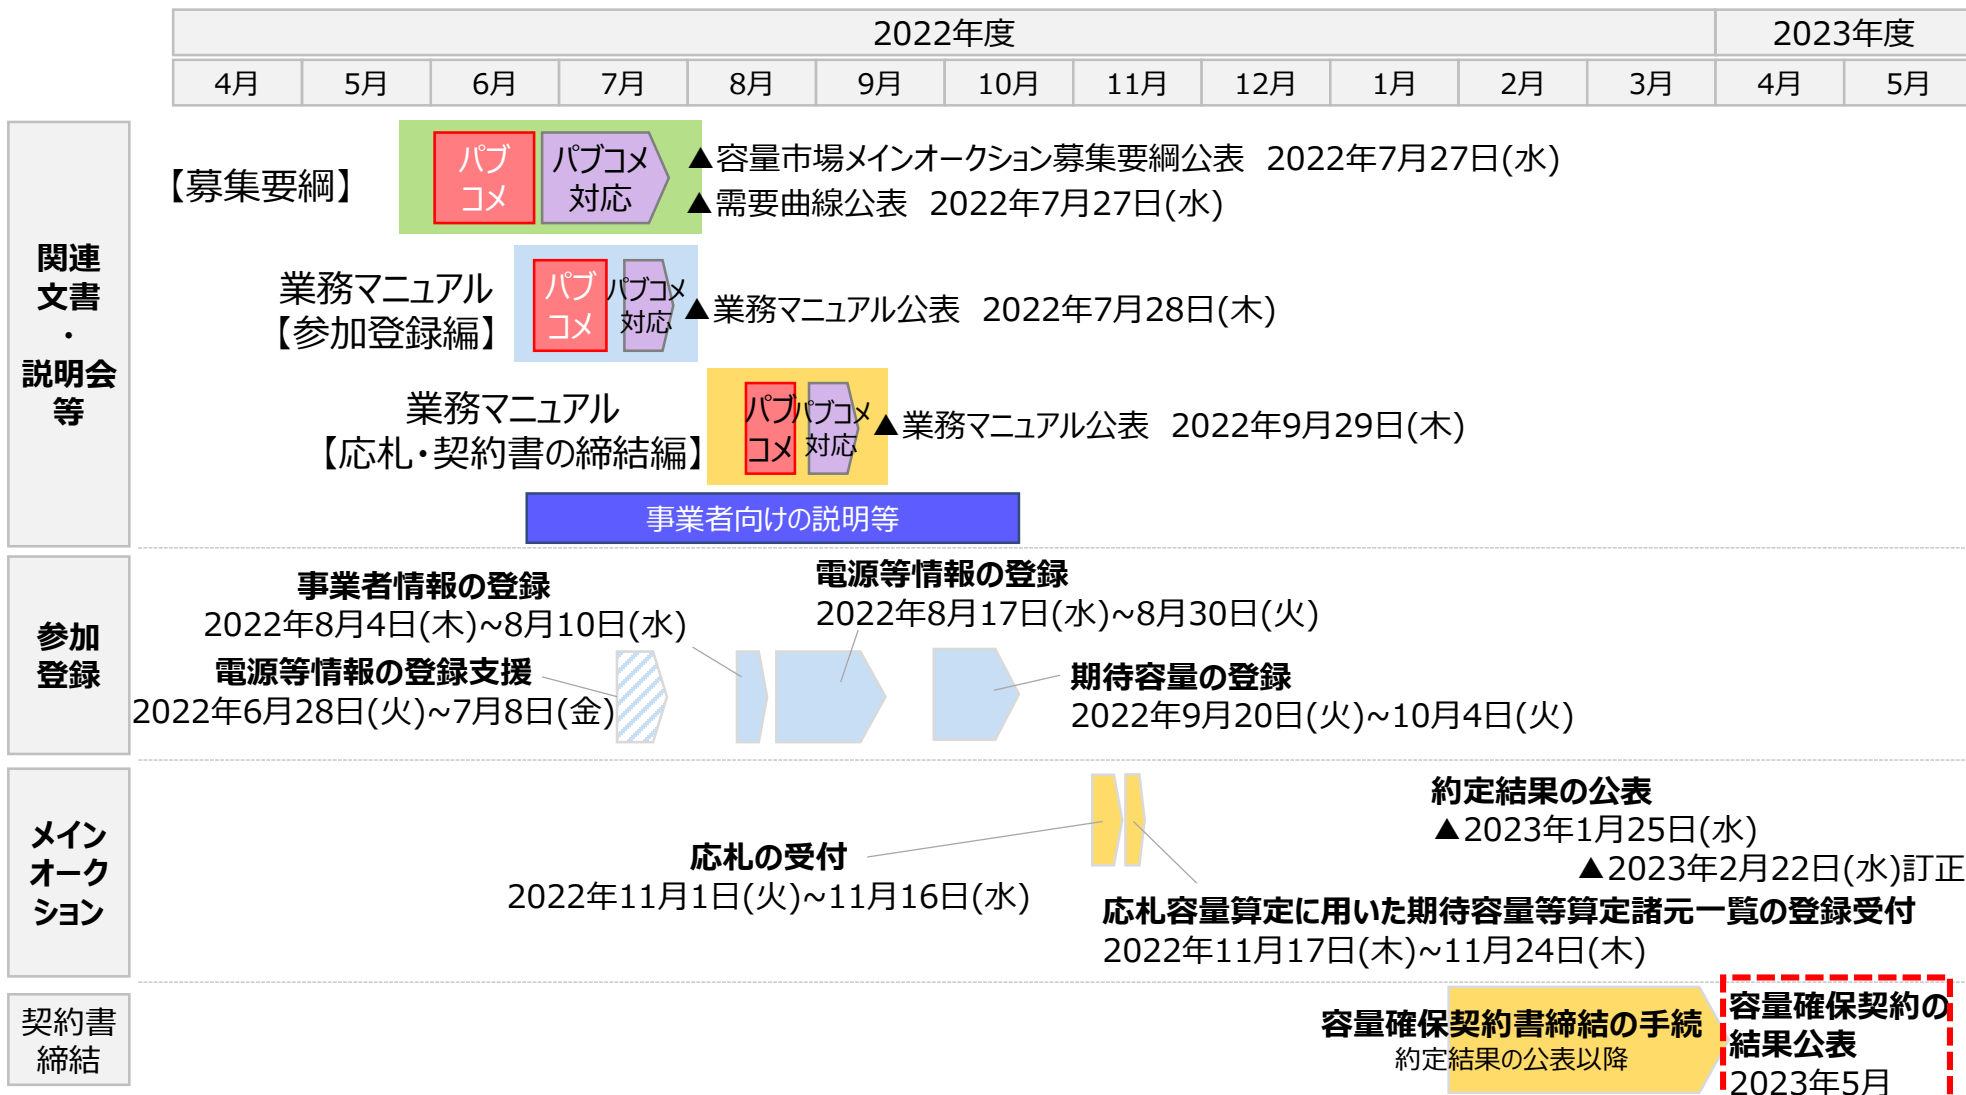 2022年度
2023年度
4月
5月
6月
7月
8月
9月
10月
11月
12月
1月
2月
3月
4月
5月
関連
文書
・
説明会
等
【募集要綱】
パブ
コメ
パブコメ
対応
▲容量市場メインオークション募集要綱公表 2022年7月27日(水)
▲需要曲線公表 2022年7月27日(水)
業務マニュアル
【参加登録編】
パブ
コメ
パブコメ
対応
▲業務マニュアル公表 2022年7月28日(木)
業務マニュアル
【応札・契約書の締結編】
パブ
コメ
パブコメ
対応
▲業務マニュアル公表 2022年9月29日(木)
事業者向けの説明等
参加
登録
事業者情報の登録
2022年8月4日(木)~8月10日(水)
電源等情報の登録
2022年8月17日(水)~8月30日(火)
電源等情報の登録支援
2022年6月28日(火)~7月8日(金)
期待容量の登録
2022年9月20日(火)~10月4日(火)
メイン
オーク
ション
応札の受付
2022年11月1日(火)~11月16日(水)
約定結果の公表
▲2023年1月25日(水)
▲2023年2月22日(水)訂正
応札容量算定に用いた期待容量等算定諸元一覧の登録受付
2022年11月17日(木)~11月24日(木)
契約書
締結
容量確保契約書締結の手続
約定結果の公表以降
容量確保契約の
結果公表
2023年5月